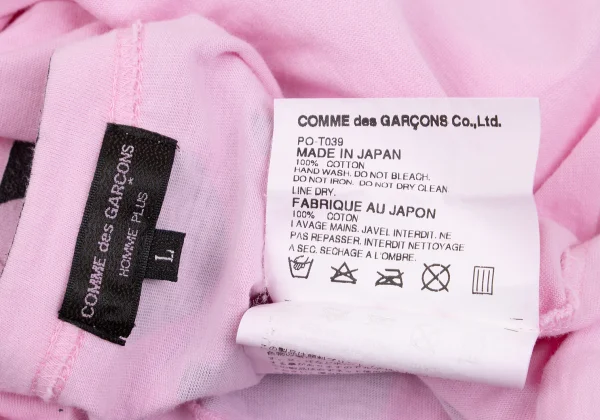 COMME des GARÇONS
HOMME PLUS
L
COMME des GARÇONS Co.,Ltd.
PO-T039
MADE IN JAPAN
100% COTTON
HAND WASH. DO NOT BLEACH.
DO NOT IRON. DO NOT DRY CLEAN.
LINE DRY.
FABRIQUE AU JAPON
100% COTON
LAVAGE MAINS. JAVEL INTERDIT. NE
PAS REPASSER. INTERDIT NETTOYAGE
A SEC. SECHAGE A L'OMBRE.